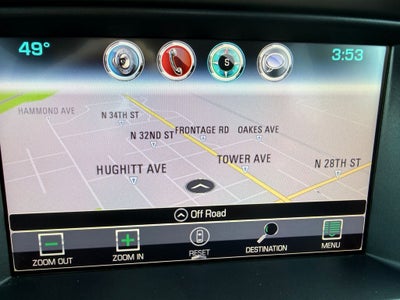 49° 3:53
S
HAMMOND AVE
N 34TH ST
N 32ND ST FRONTAGE RD OAKES AVE
HUGHITT AVE TOWER AVE N 28TH ST
Off Road
ZOOM OUT ZOOM IN RESET DESTINATION MENU